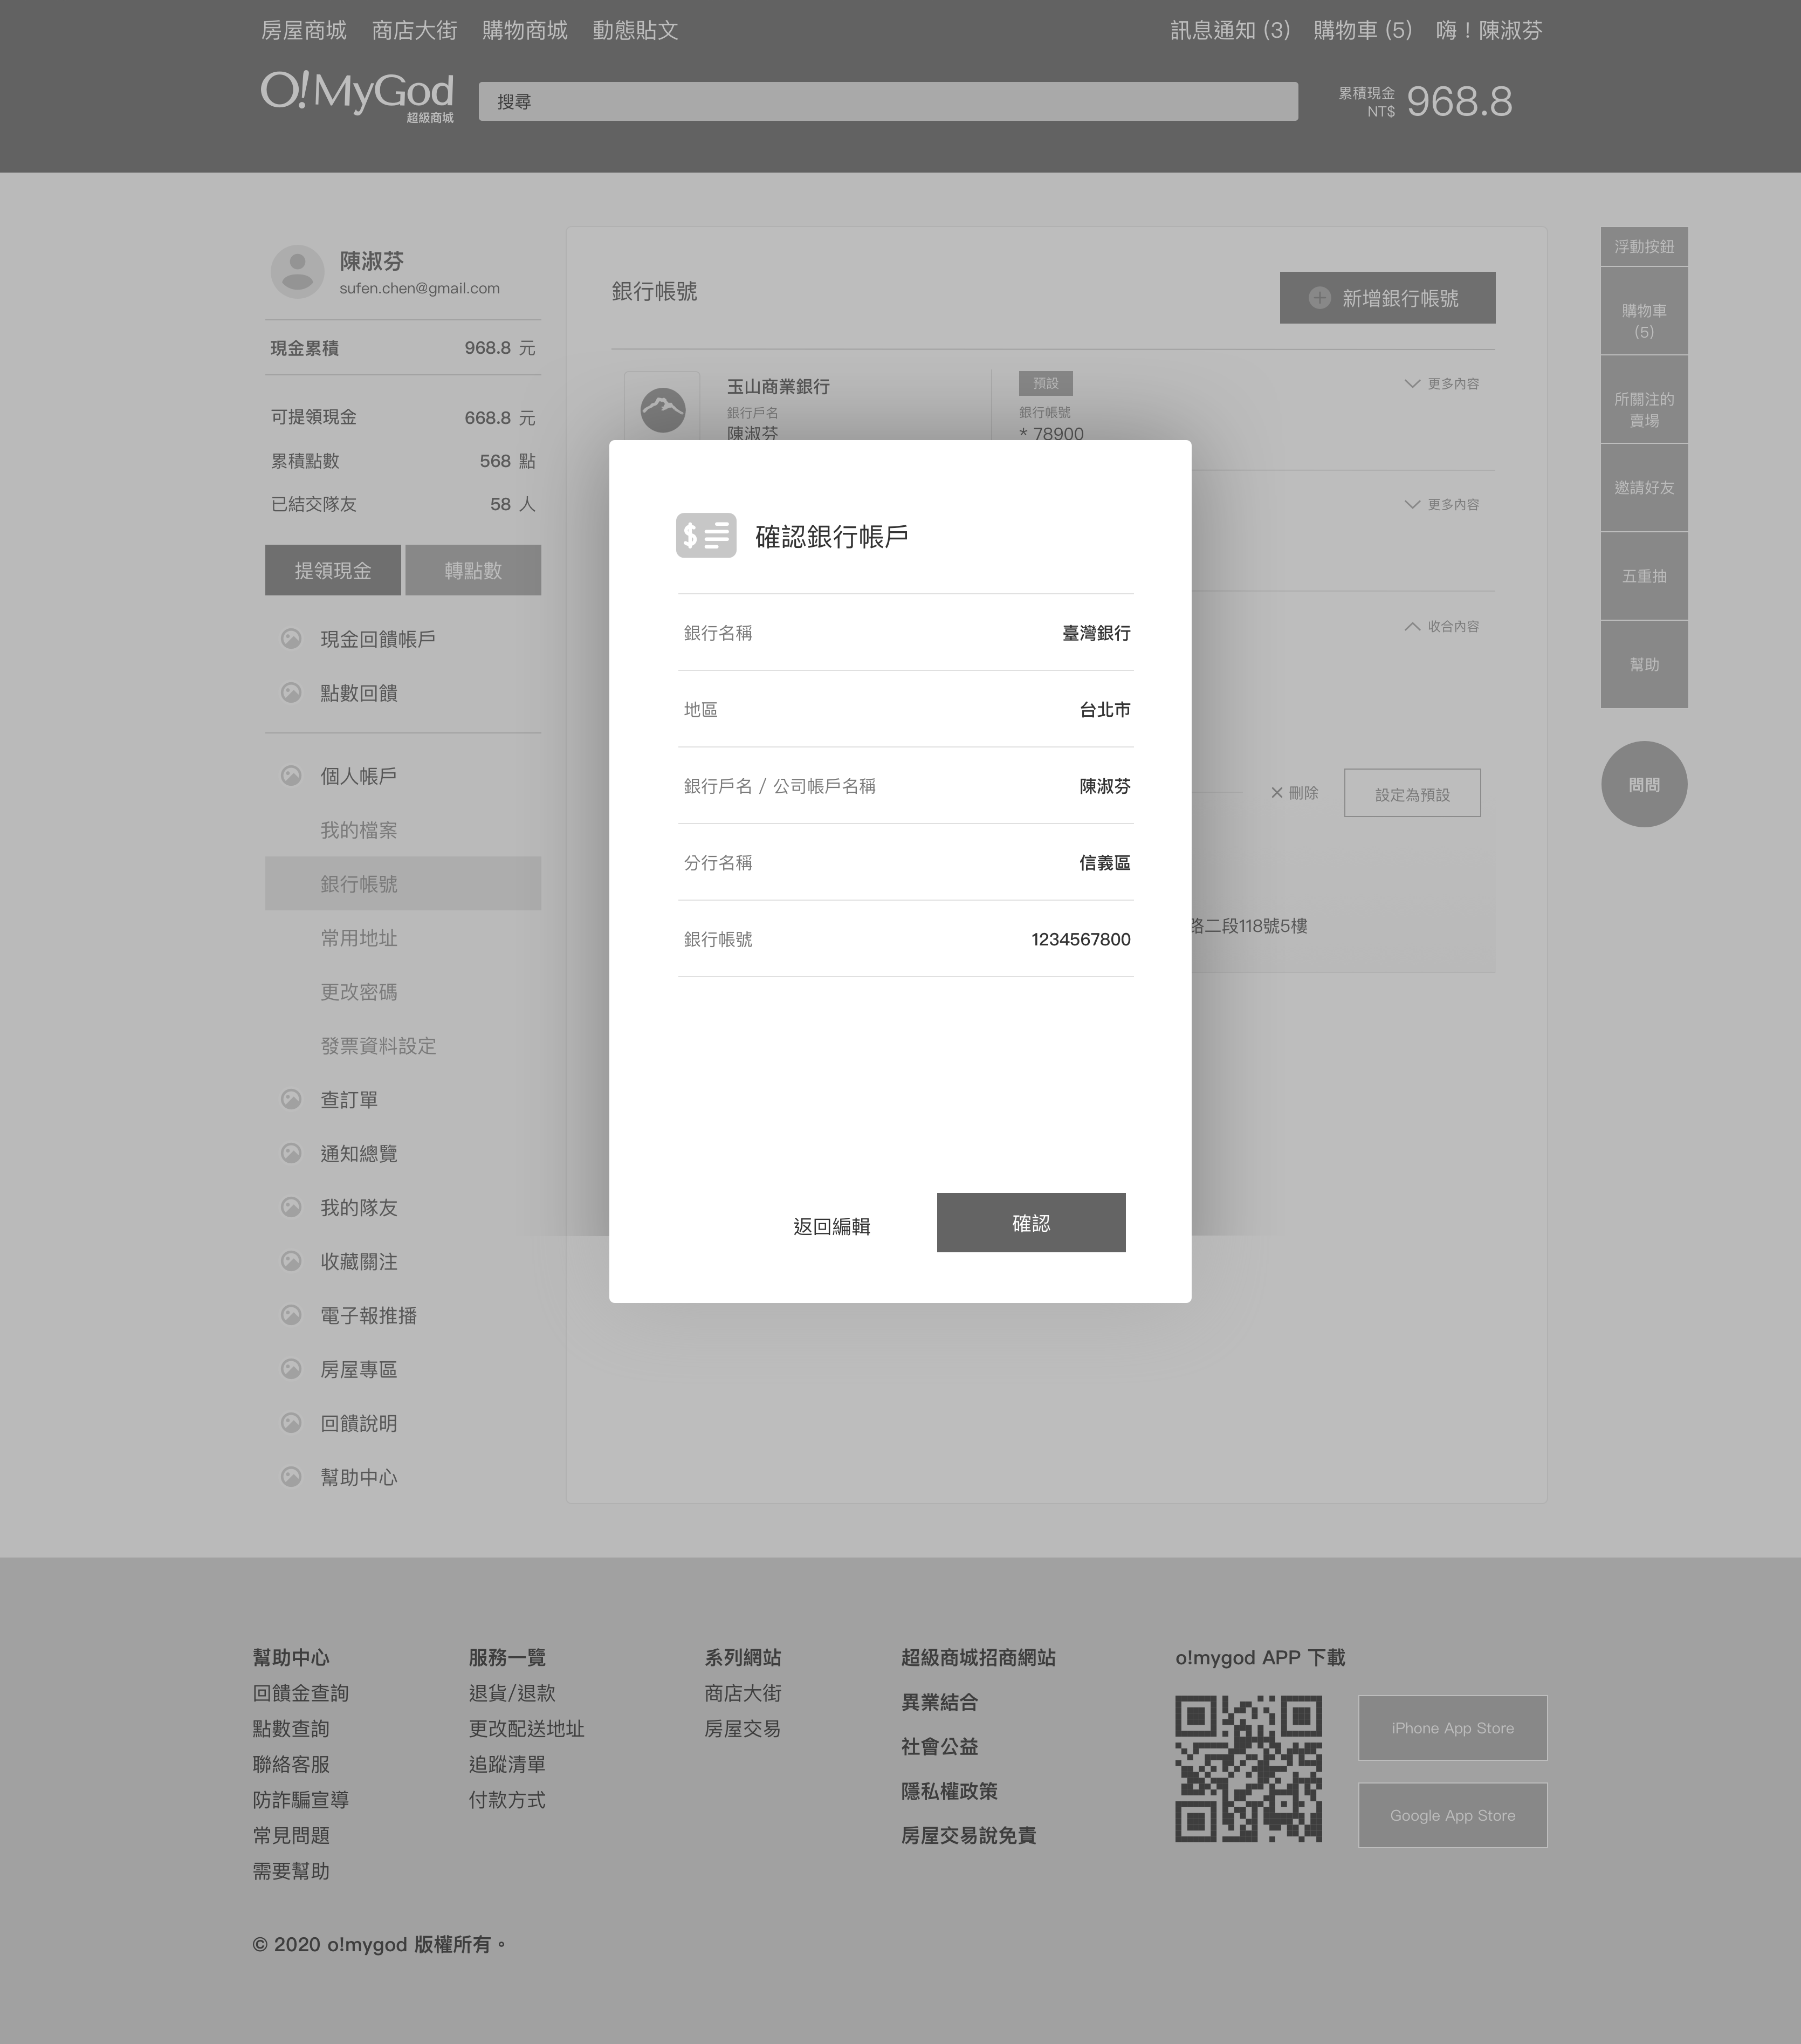 房屋商城 商店大街 購物商城 動態貼文 訊息通知 (3) 購物車 (5) 嗨！陳淑芬
O!MyGod
超級商城
搜尋
累積現金
NT$
968.8
陳淑芬
sufen.chen@gmail.com
現金累積 968.8 元
可提領現金 668.8 元
累積點數 568 點
已結交隊友 58 人
提領現金 轉點數
現金回饋帳戶
點數回饋
個人帳戶
我的檔案
銀行帳號
常用地址
更改密碼
發票資料設定
查訂單
通知總覽
我的隊友
收藏關注
電子報推播
房屋專區
回饋說明
幫助中心
銀行帳號
新增銀行帳號
玉山商業銀行
銀行戶名
陳淑芬
預設
銀行帳號
* 78900
更多內容
更多內容
收合內容
刪除
設定為預設
路二段118號5樓
確認銀行帳戶
銀行名稱 臺灣銀行
地區 台北市
銀行戶名 / 公司帳戶名稱 陳淑芬
分行名稱 信義區
銀行帳號 1234567800
返回編輯 確認
浮動按鈕
購物車
(5)
所關注的
賣場
邀請好友
五重抽
幫助
問問
幫助中心
回饋金查詢
點數查詢
聯絡客服
防詐騙宣導
常見問題
需要幫助
服務一覽
退貨/退款
更改配送地址
追蹤清單
付款方式
系列網站
商店大街
房屋交易
超級商城招商網站
異業結合
社會公益
隱私權政策
房屋交易說免責
o!mygod APP 下載
iPhone App Store
Google App Store
© 2020 o!mygod 版權所有。